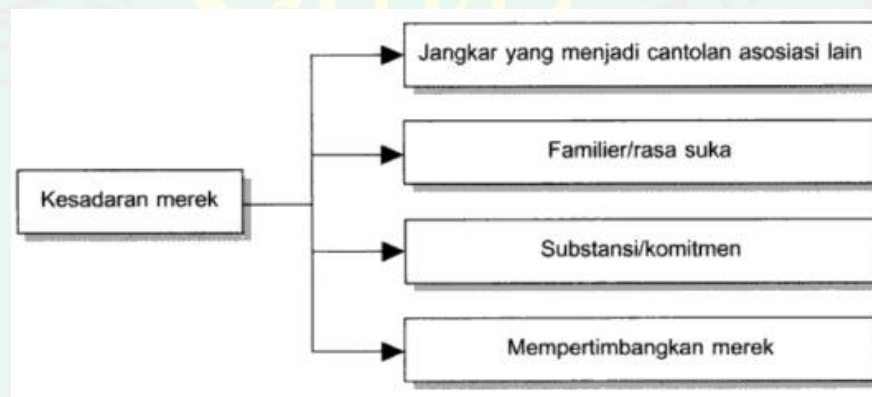 Jangkar yang menjadi cantolan asosiasi lain
Familier/rasa suka
Kesadaran merek
Substansi/komitmen
Mempertimbangkan merek